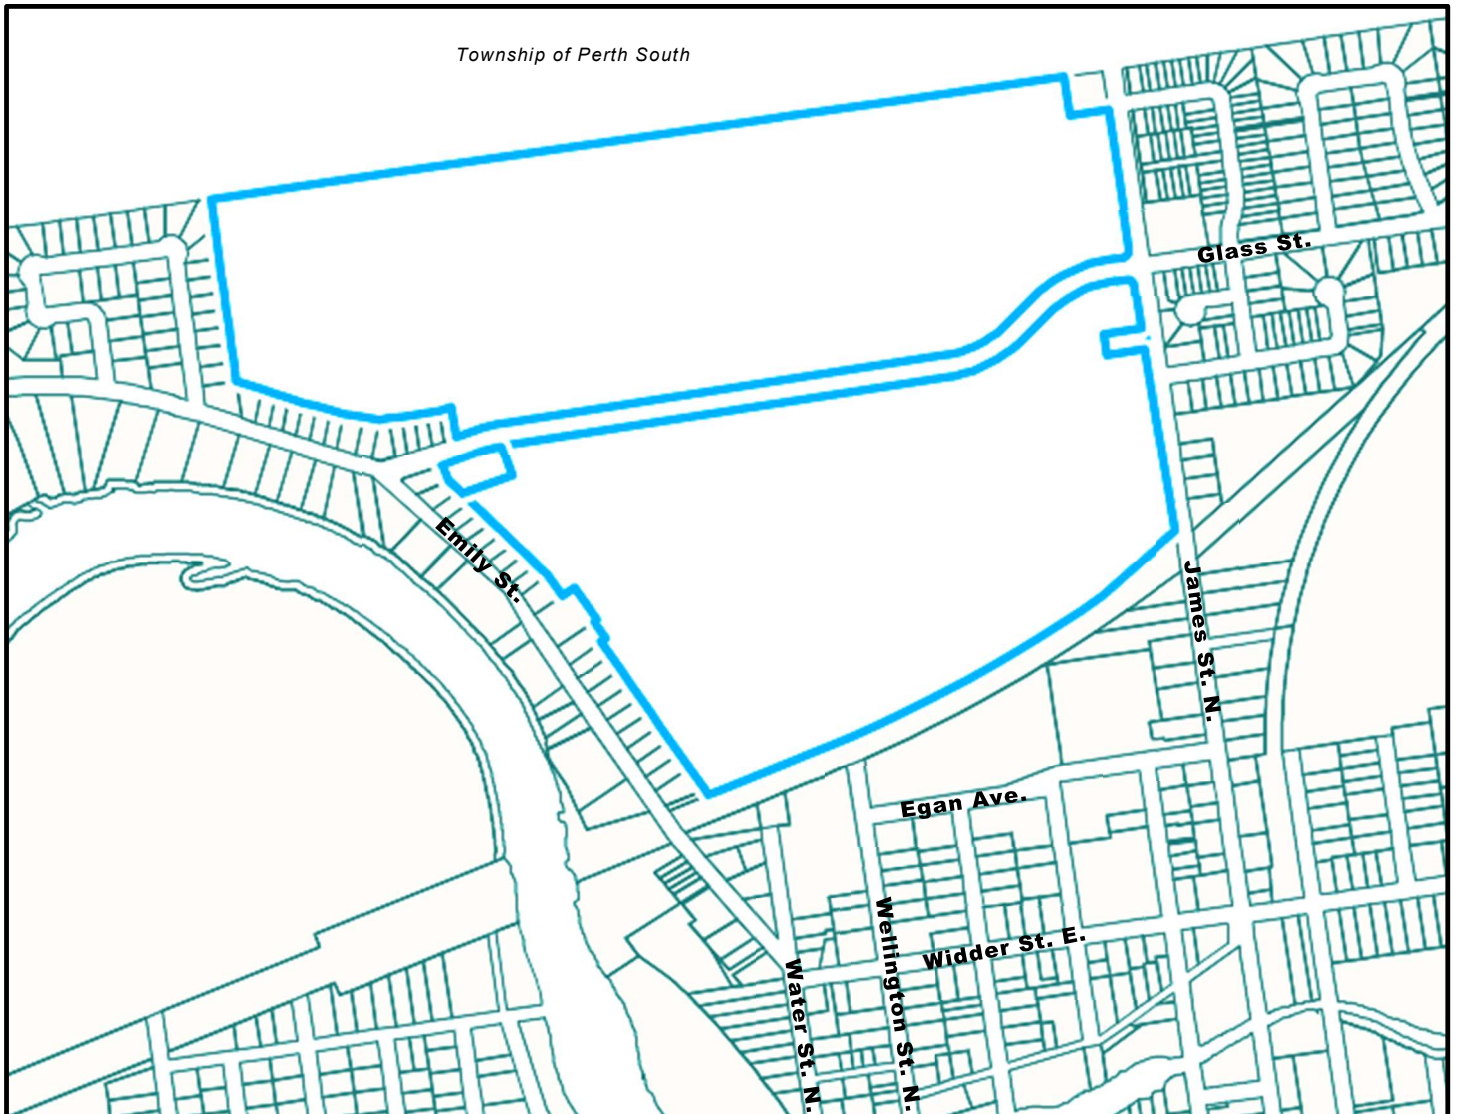 Township of Perth South
Glass St.
Emily St.
James St. N.
Egan Ave.
Wellington St. N.
Widder St. E.
Water St. N.